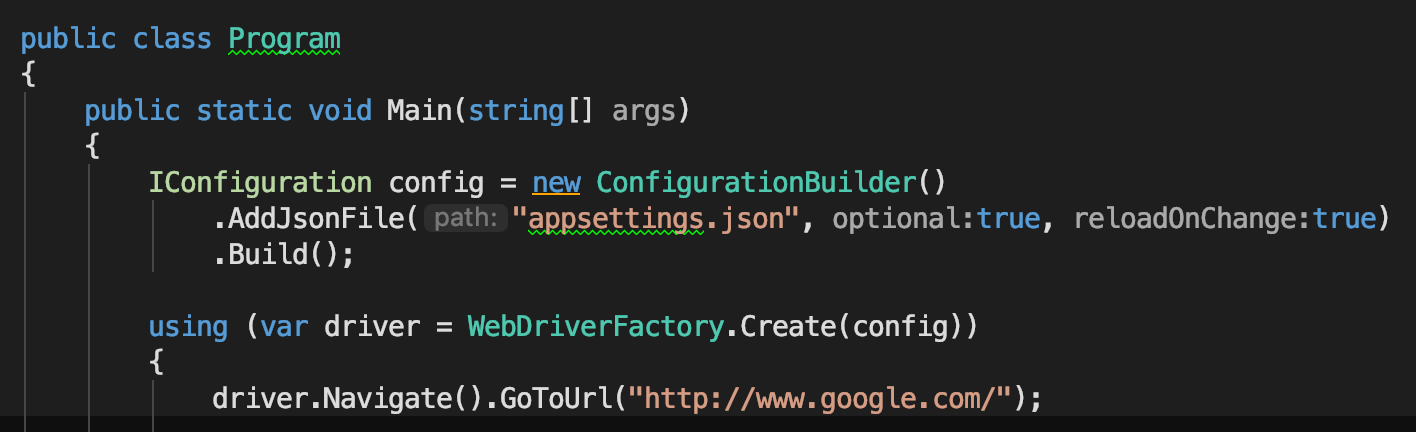 public class Program
{
public static void Main(string[] args)
{
IConfiguration config = new ConfigurationBuilder()
.AddJsonFile( path: "appsettings.json", optional:true, reloadOnChange:true)
.Build();
using (var driver = WebDriverFactory.Create(config))
{
driver.Navigate().GoToUrl("http://www.google.com/");